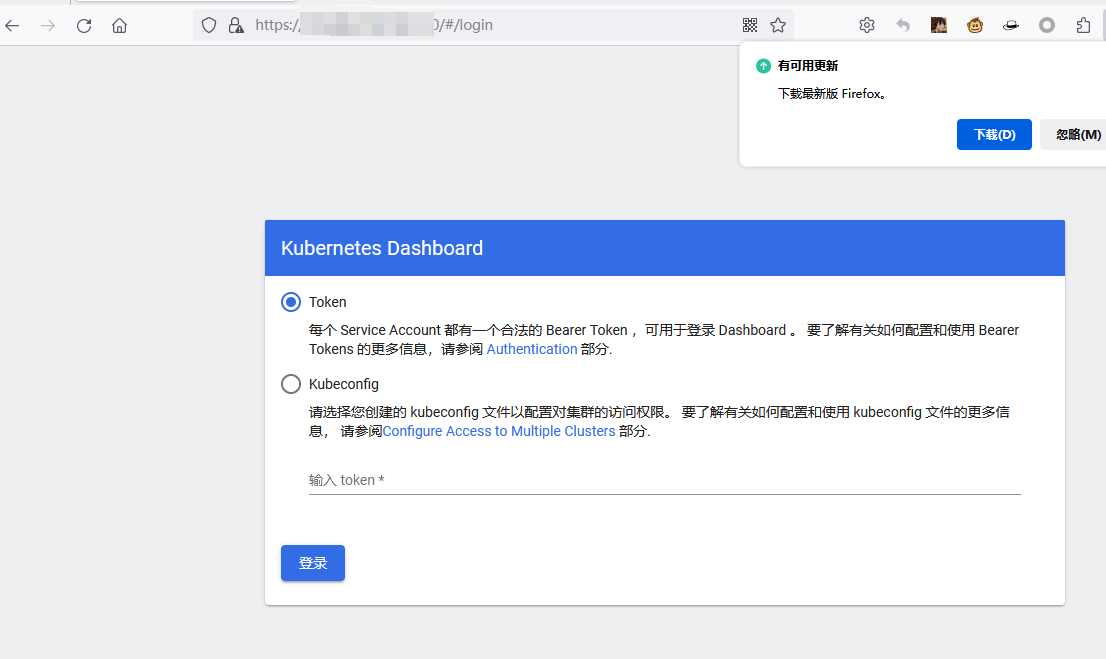 https:/
0/#/login
有可用更新
下载最新版 Firefox。
下载(D)
忽略(M)
Kubernetes Dashboard
Token
每个 Service Account 都有一个合法的 Bearer Token ，可用于登录 Dashboard 。 要了解有关如何配置和使用 Bearer
Tokens 的更多信息，请参阅 Authentication 部分.
Kubeconfig
请选择您创建的 kubeconfig 文件以配置对集群的访问权限。 要了解有关如何配置和使用 kubeconfig 文件的更多信
息， 请参阅Configure Access to Multiple Clusters 部分.
输入 token *
登录